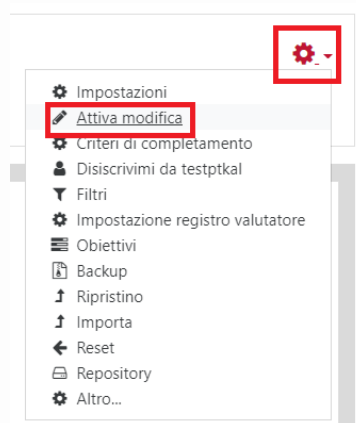 Impostazioni
Attiva modifica
Criteri di completamento
Disiscrivimi da testptkal
Filtri
Impostazione registro valutatore
Obiettivi
Backup
Ripristino
Importa
Reset
Repository
Altro...